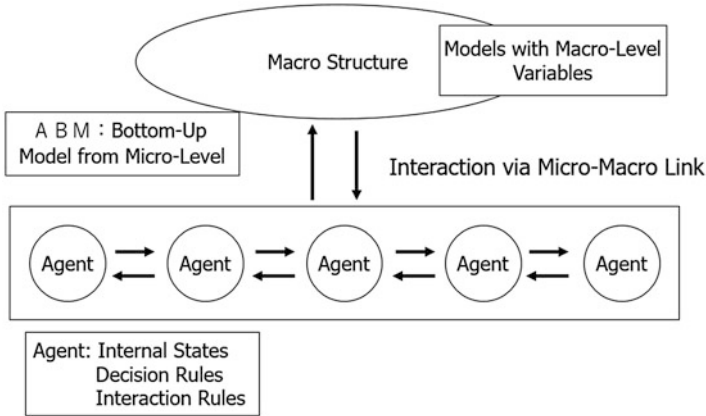 Macro Structure
Models with Macro-Level
Variables
ＡＢＭ：Bottom-Up
Model from Micro-Level
Interaction via Micro-Macro Link
Agent Agent Agent Agent Agent
Agent: Internal States
Decision Rules
Interaction Rules